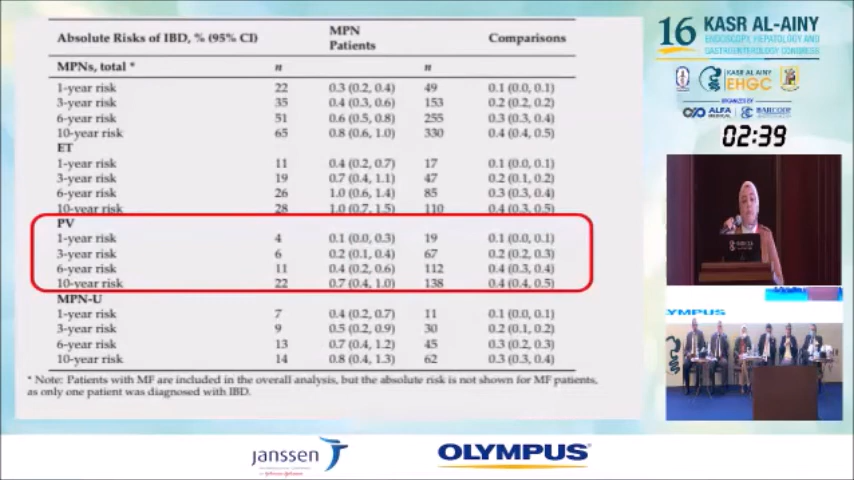 Absolute Risks of IBD, % (95% CI) MPN Patients Comparisons
MPNs, total * n n
1-year risk 22 0.3 (0.2, 0.4) 49 0.1 (0.0, 0.1)
3-year risk 35 0.4 (0.3, 0.6) 153 0.2 (0.2, 0.2)
6-year risk 51 0.6 (0.5, 0.8) 255 0.3 (0.3, 0.4)
10-year risk 65 0.8 (0.6, 1.0) 330 0.4 (0.4, 0.5)
ET
1-year risk 11 0.4 (0.2, 0.7) 17 0.1 (0.0, 0.1)
3-year risk 19 0.7 (0.4, 1.1) 47 0.2 (0.1, 0.2)
6-year risk 26 1.0 (0.6, 1.4) 85 0.3 (0.3, 0.4)
10-year risk 28 1.0 (0.7, 1.5) 110 0.4 (0.3, 0.5)
PV
1-year risk 4 0.1 (0.0, 0.3) 19 0.1 (0.0, 0.1)
3-year risk 6 0.2 (0.1, 0.4) 67 0.2 (0.2, 0.3)
6-year risk 11 0.4 (0.2, 0.6) 112 0.4 (0.3, 0.4)
10-year risk 22 0.7 (0.4, 1.0) 138 0.4 (0.4, 0.5)
MPN-U
1-year risk 7 0.4 (0.2, 0.7) 11 0.1 (0.0, 0.1)
3-year risk 9 0.5 (0.2, 0.9) 30 0.2 (0.1, 0.2)
6-year risk 13 0.7 (0.4, 1.2) 45 0.3 (0.2, 0.3)
10-year risk 14 0.8 (0.4, 1.3) 62 0.3 (0.3, 0.4)
* Note: Patients with MF are included in the overall analysis, but the absolute risk is not shown for MF patients,
as only one patient was diagnosed with IBD.
16 KASR AL-AINY
ENDOSCOPY, HEPATOLOGY AND
GASTROENTEROLOGY CONGRESS
KASR AL-AINY
EHGC
ORGANIZED BY
ALFA MEDICAL
02:39
YMPUS
janssen
OLYMPUS